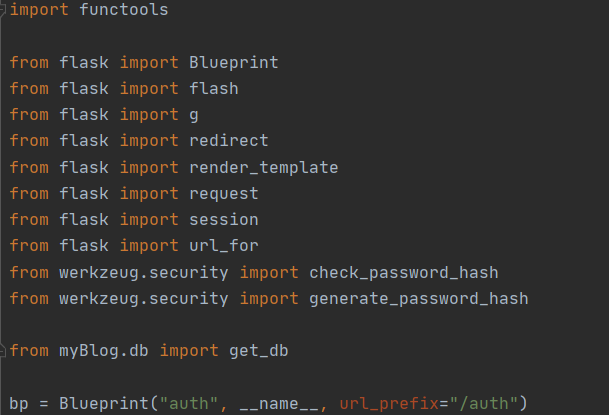 import functools
from flask import Blueprint
from flask import flash
from flask import g
from flask import redirect
from flask import render_template
from flask import request
from flask import session
from flask import url_for
from werkzeug.security import check_password_hash
from werkzeug.security import generate_password_hash
from myBlog.db import get_db
bp = Blueprint("auth", __name__, url_prefix="/auth")